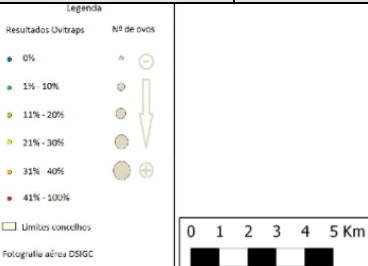 Legenda
Resultados Ovitraps Nº de ovos
0%
1% - 10%
11% - 20%
21% - 30%
31% 40%
41% - 100%
Limites concelhos
Fotografia aérea DSIGC
0 1 2 3 4 5 Km